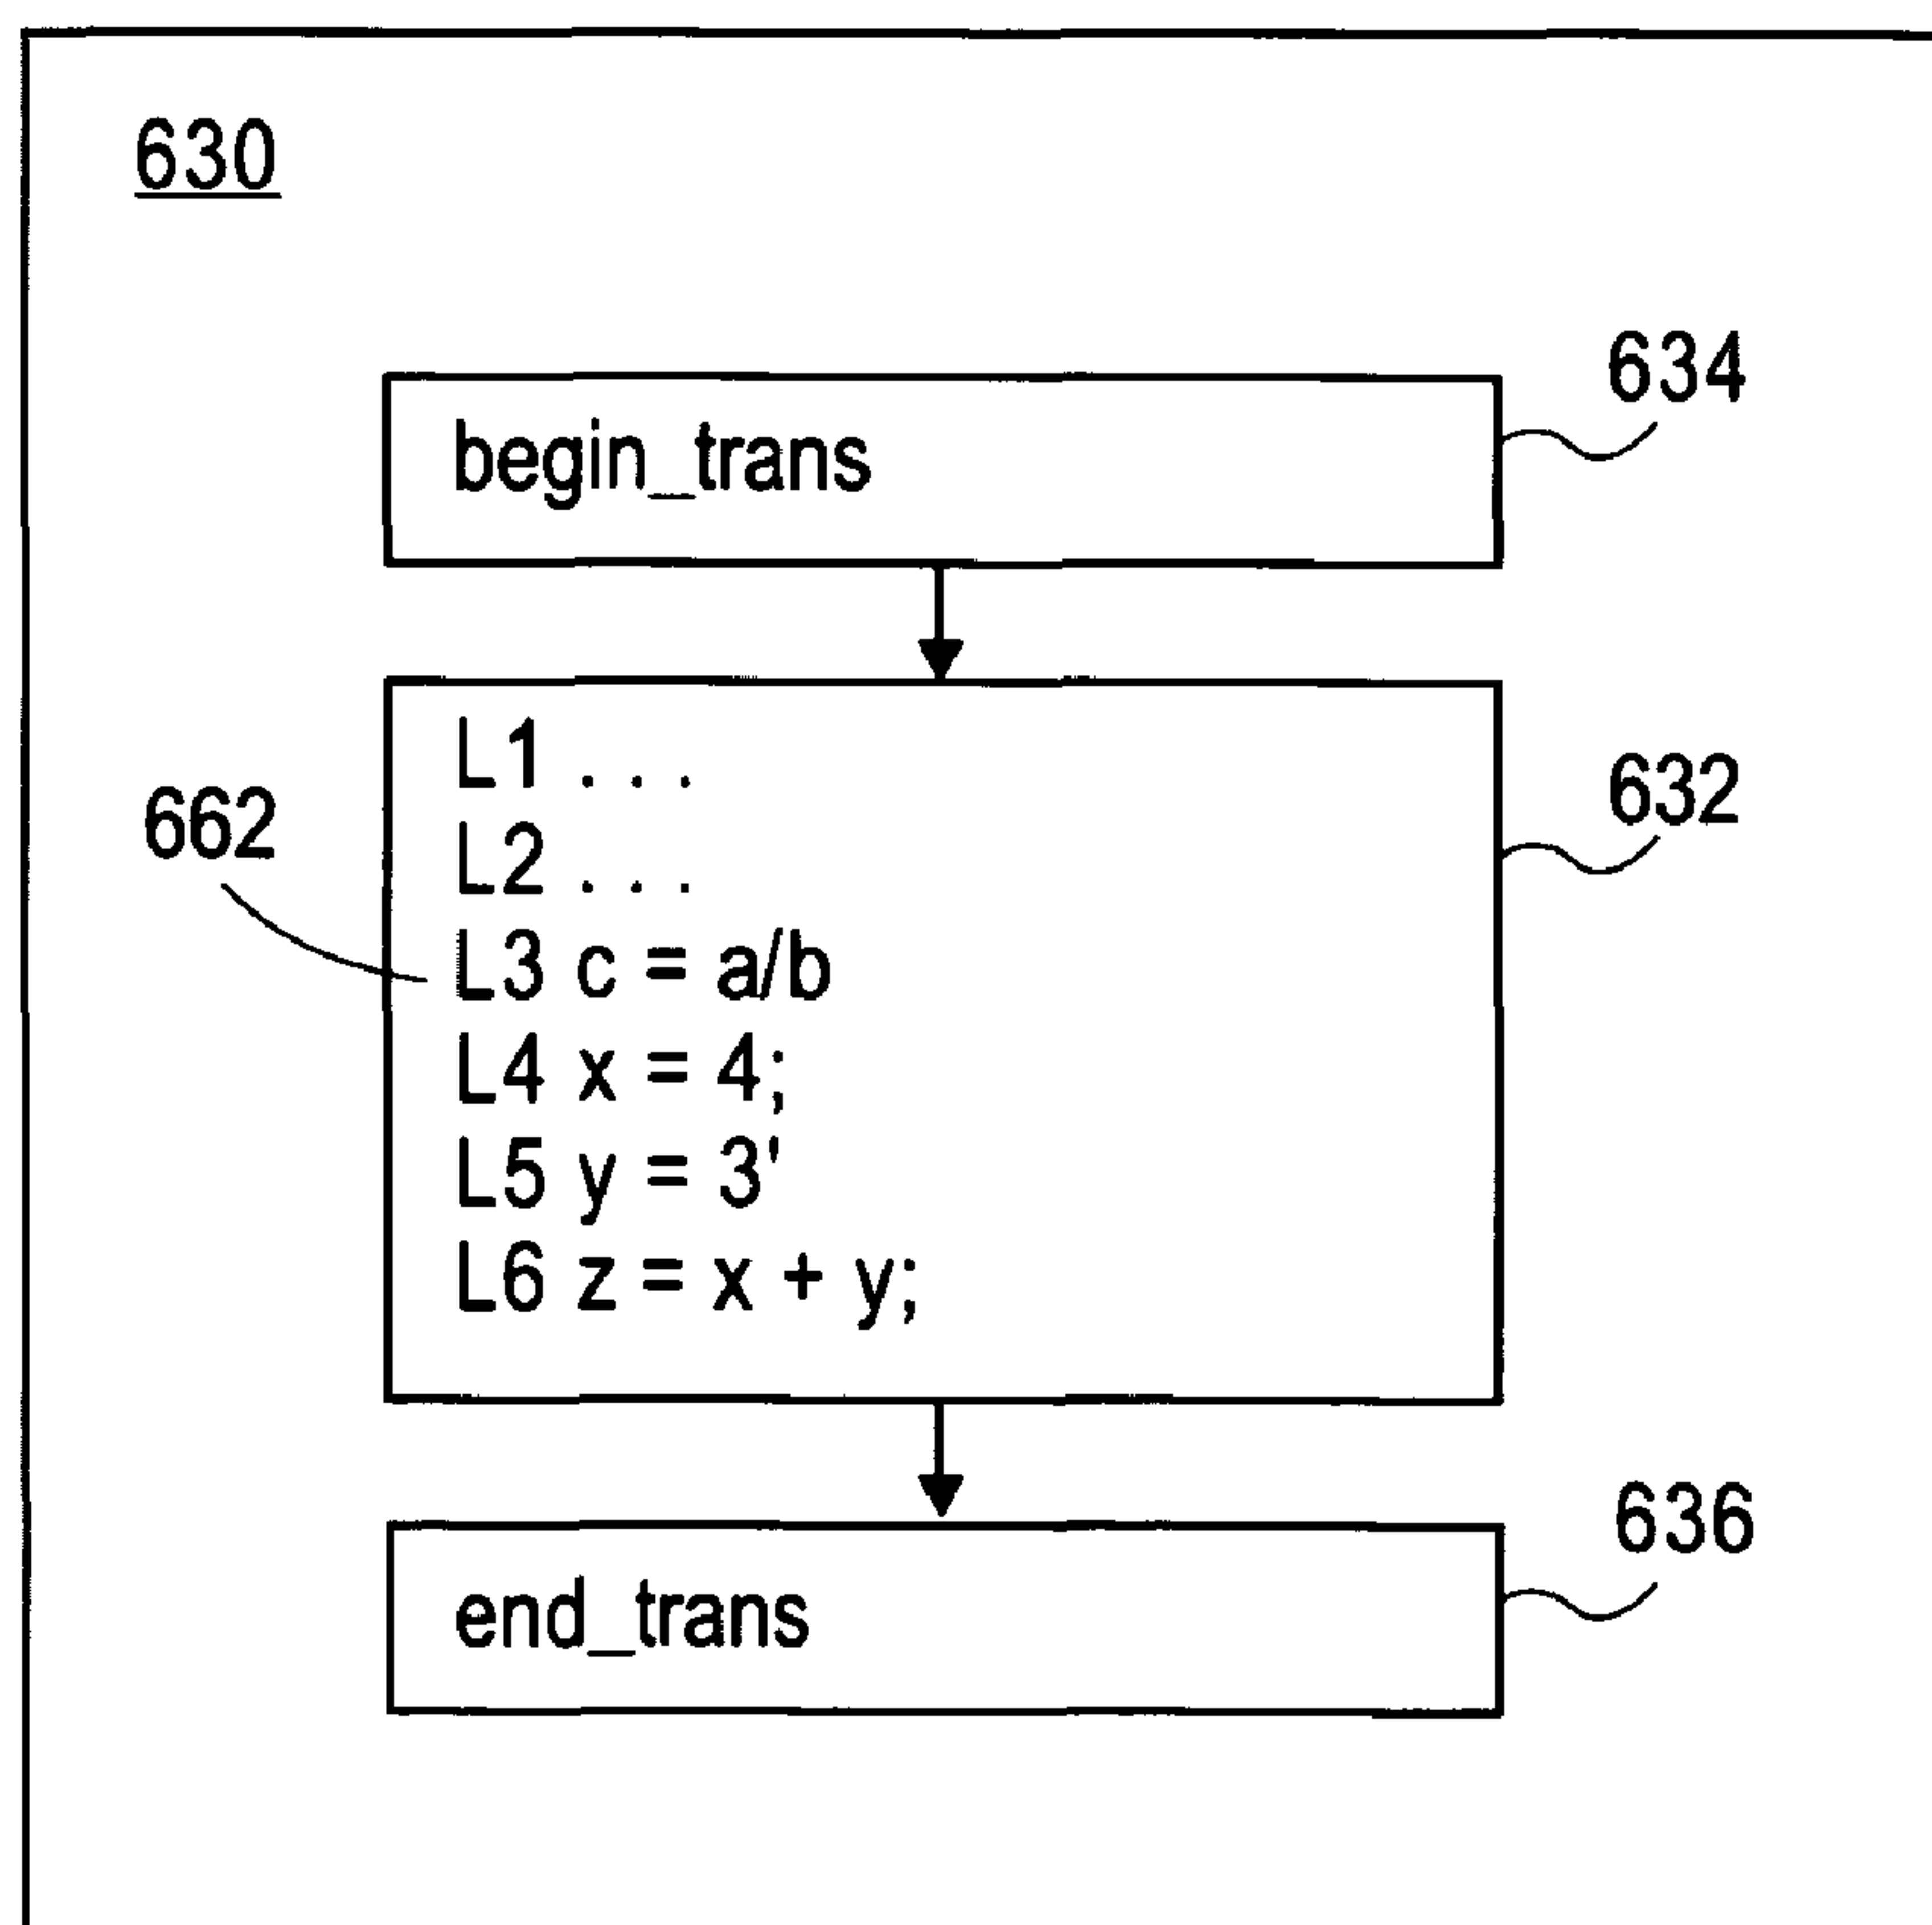 630
634
begin_trans
632
L1 . . .
662
L2 . . .
L3 c = a/b
L4 x = 4;
L5 y = 3'
L6 z = x + y;
636
end_trans